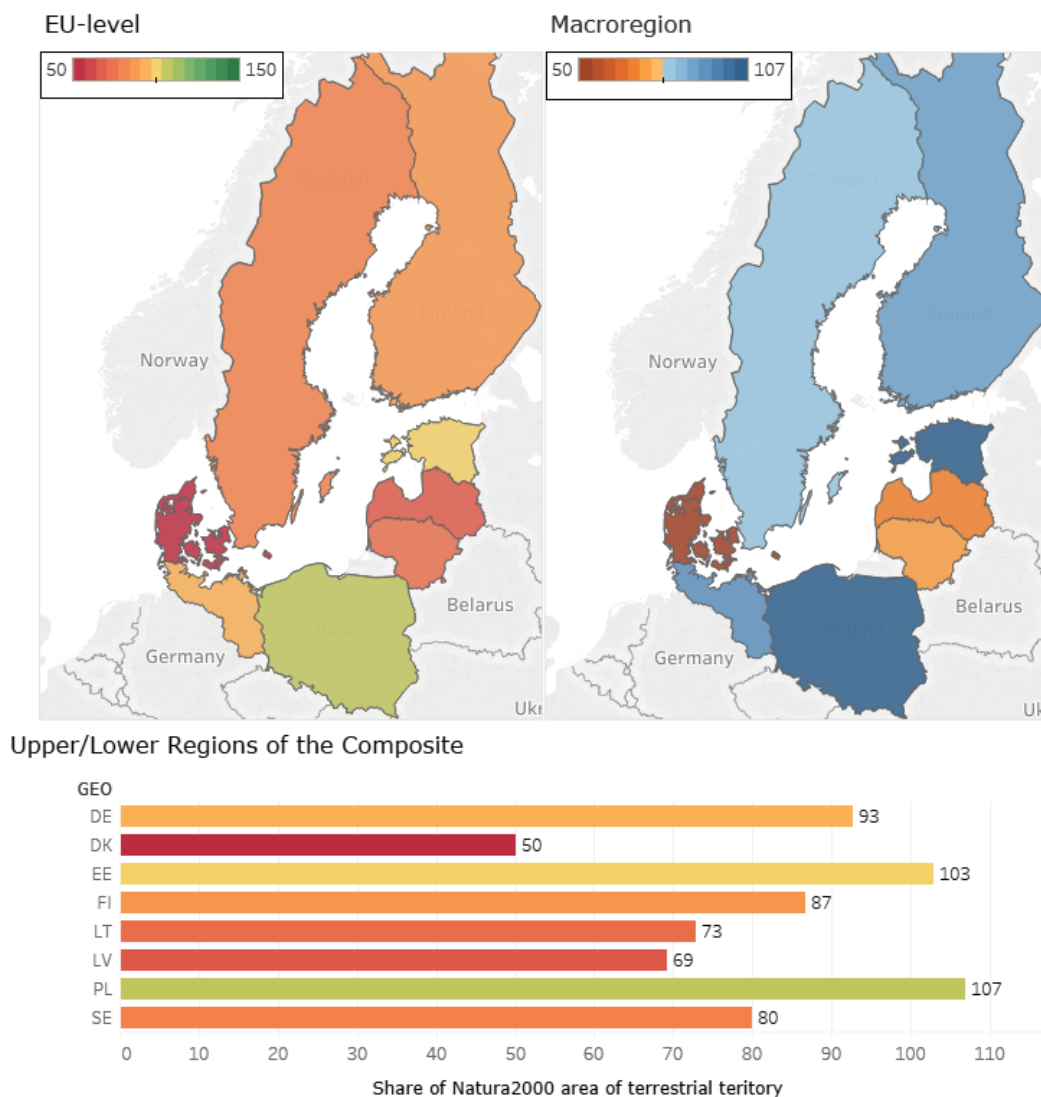 EU-level
50
150
Sweden
Finland
Norway
Belarus
Poland
Germany
Ukr
Macroregion
50
107
Sweden
Finland
Norway
Belarus
Poland
Germany
U
Upper/Lower Regions of the Composite
GEO
DE 93
DK 50
EE 103
FI 87
LT 73
LV 69
PL 107
SE 80
0 10 20 30 40 50 60 70 80 90 100 110
Share of Natura2000 area of terrestrial teritory